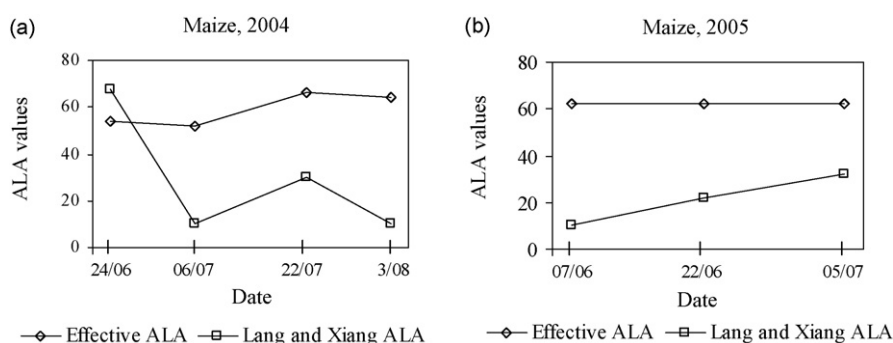 (a)
Maize, 2004
ALA values
80
60
40
20
0
24/06 06/07 22/07 3/08
Date
Effective ALA Lang and Xiang ALA
(b)
Maize, 2005
ALA values
80
60
40
20
0
07/06 22/06 05/07
Date
Effective ALA Lang and Xiang ALA